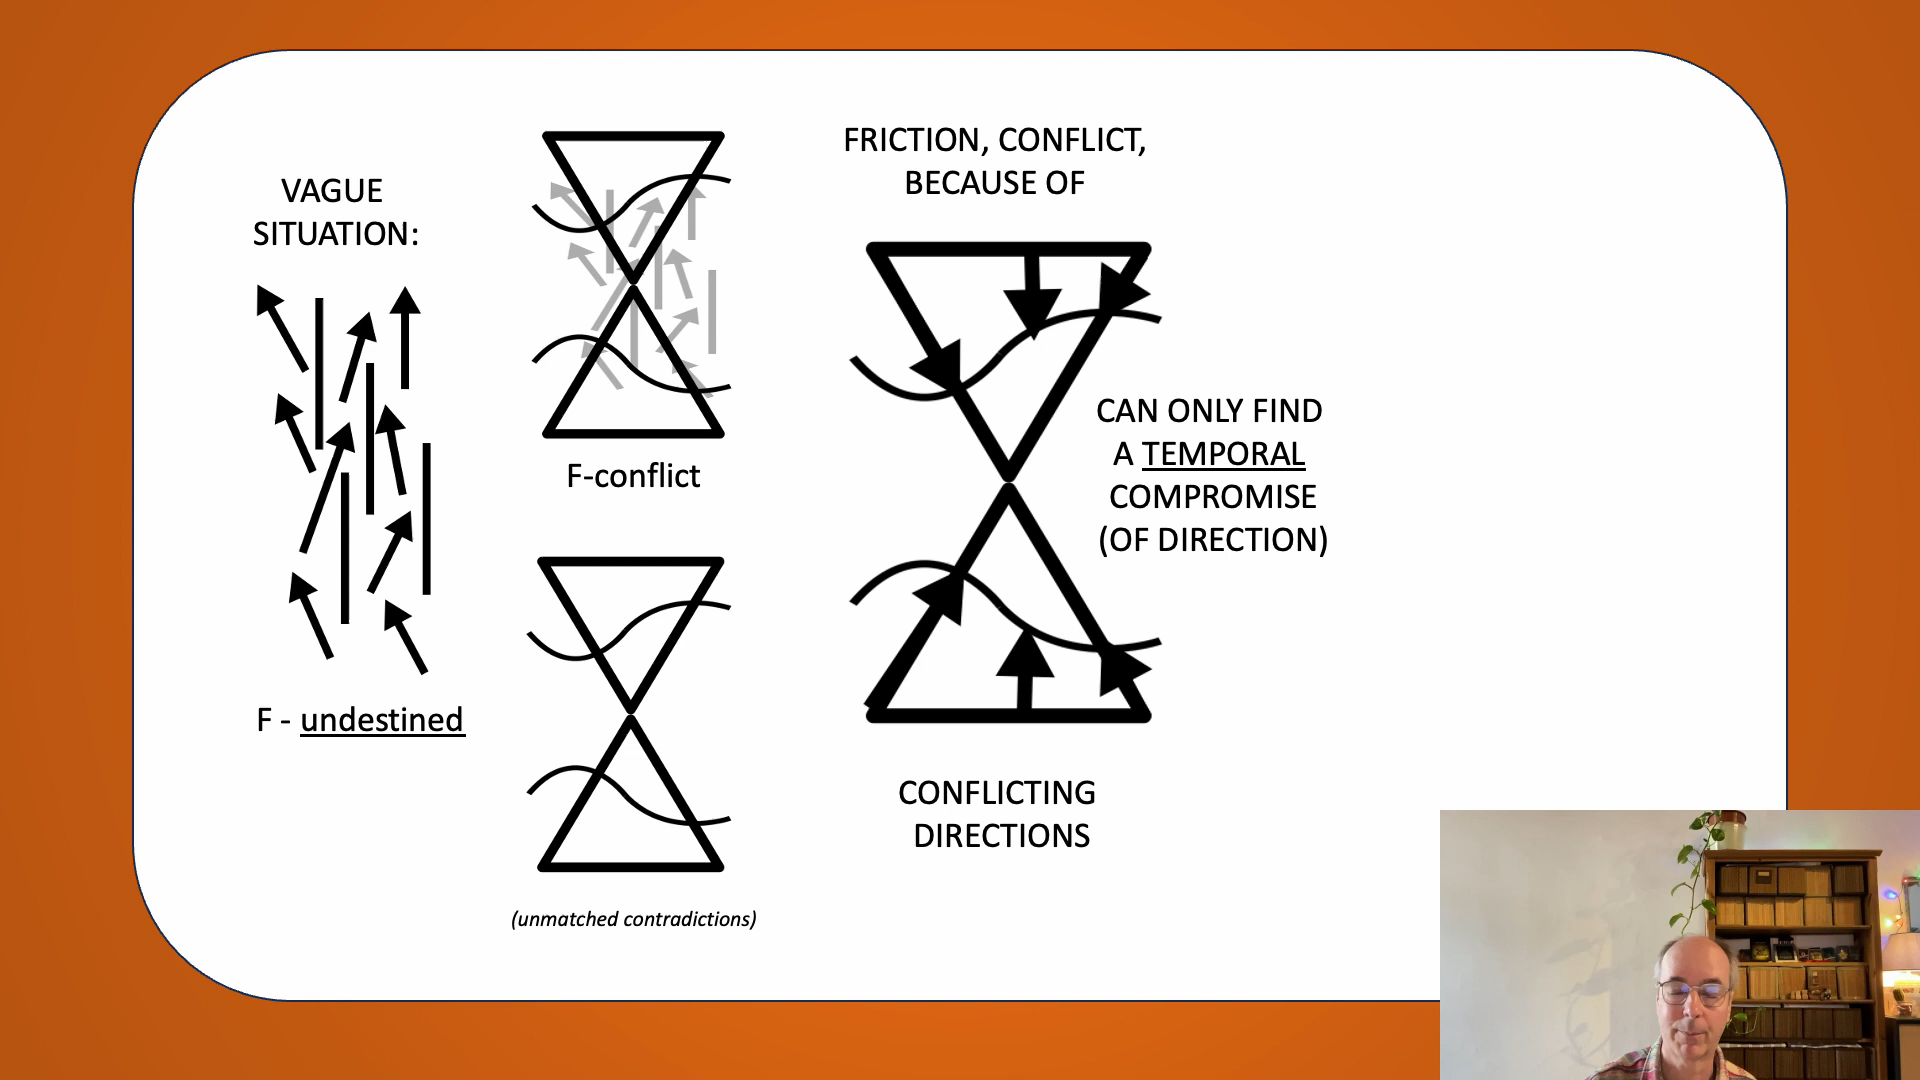 VAGUE
SITUATION:
F - undestined
F-conflict
(unmatched contradictions)
FRICTION, CONFLICT,
BECAUSE OF
CAN ONLY FIND
A TEMPORAL
COMPROMISE
(OF DIRECTION)
CONFLICTING
DIRECTIONS